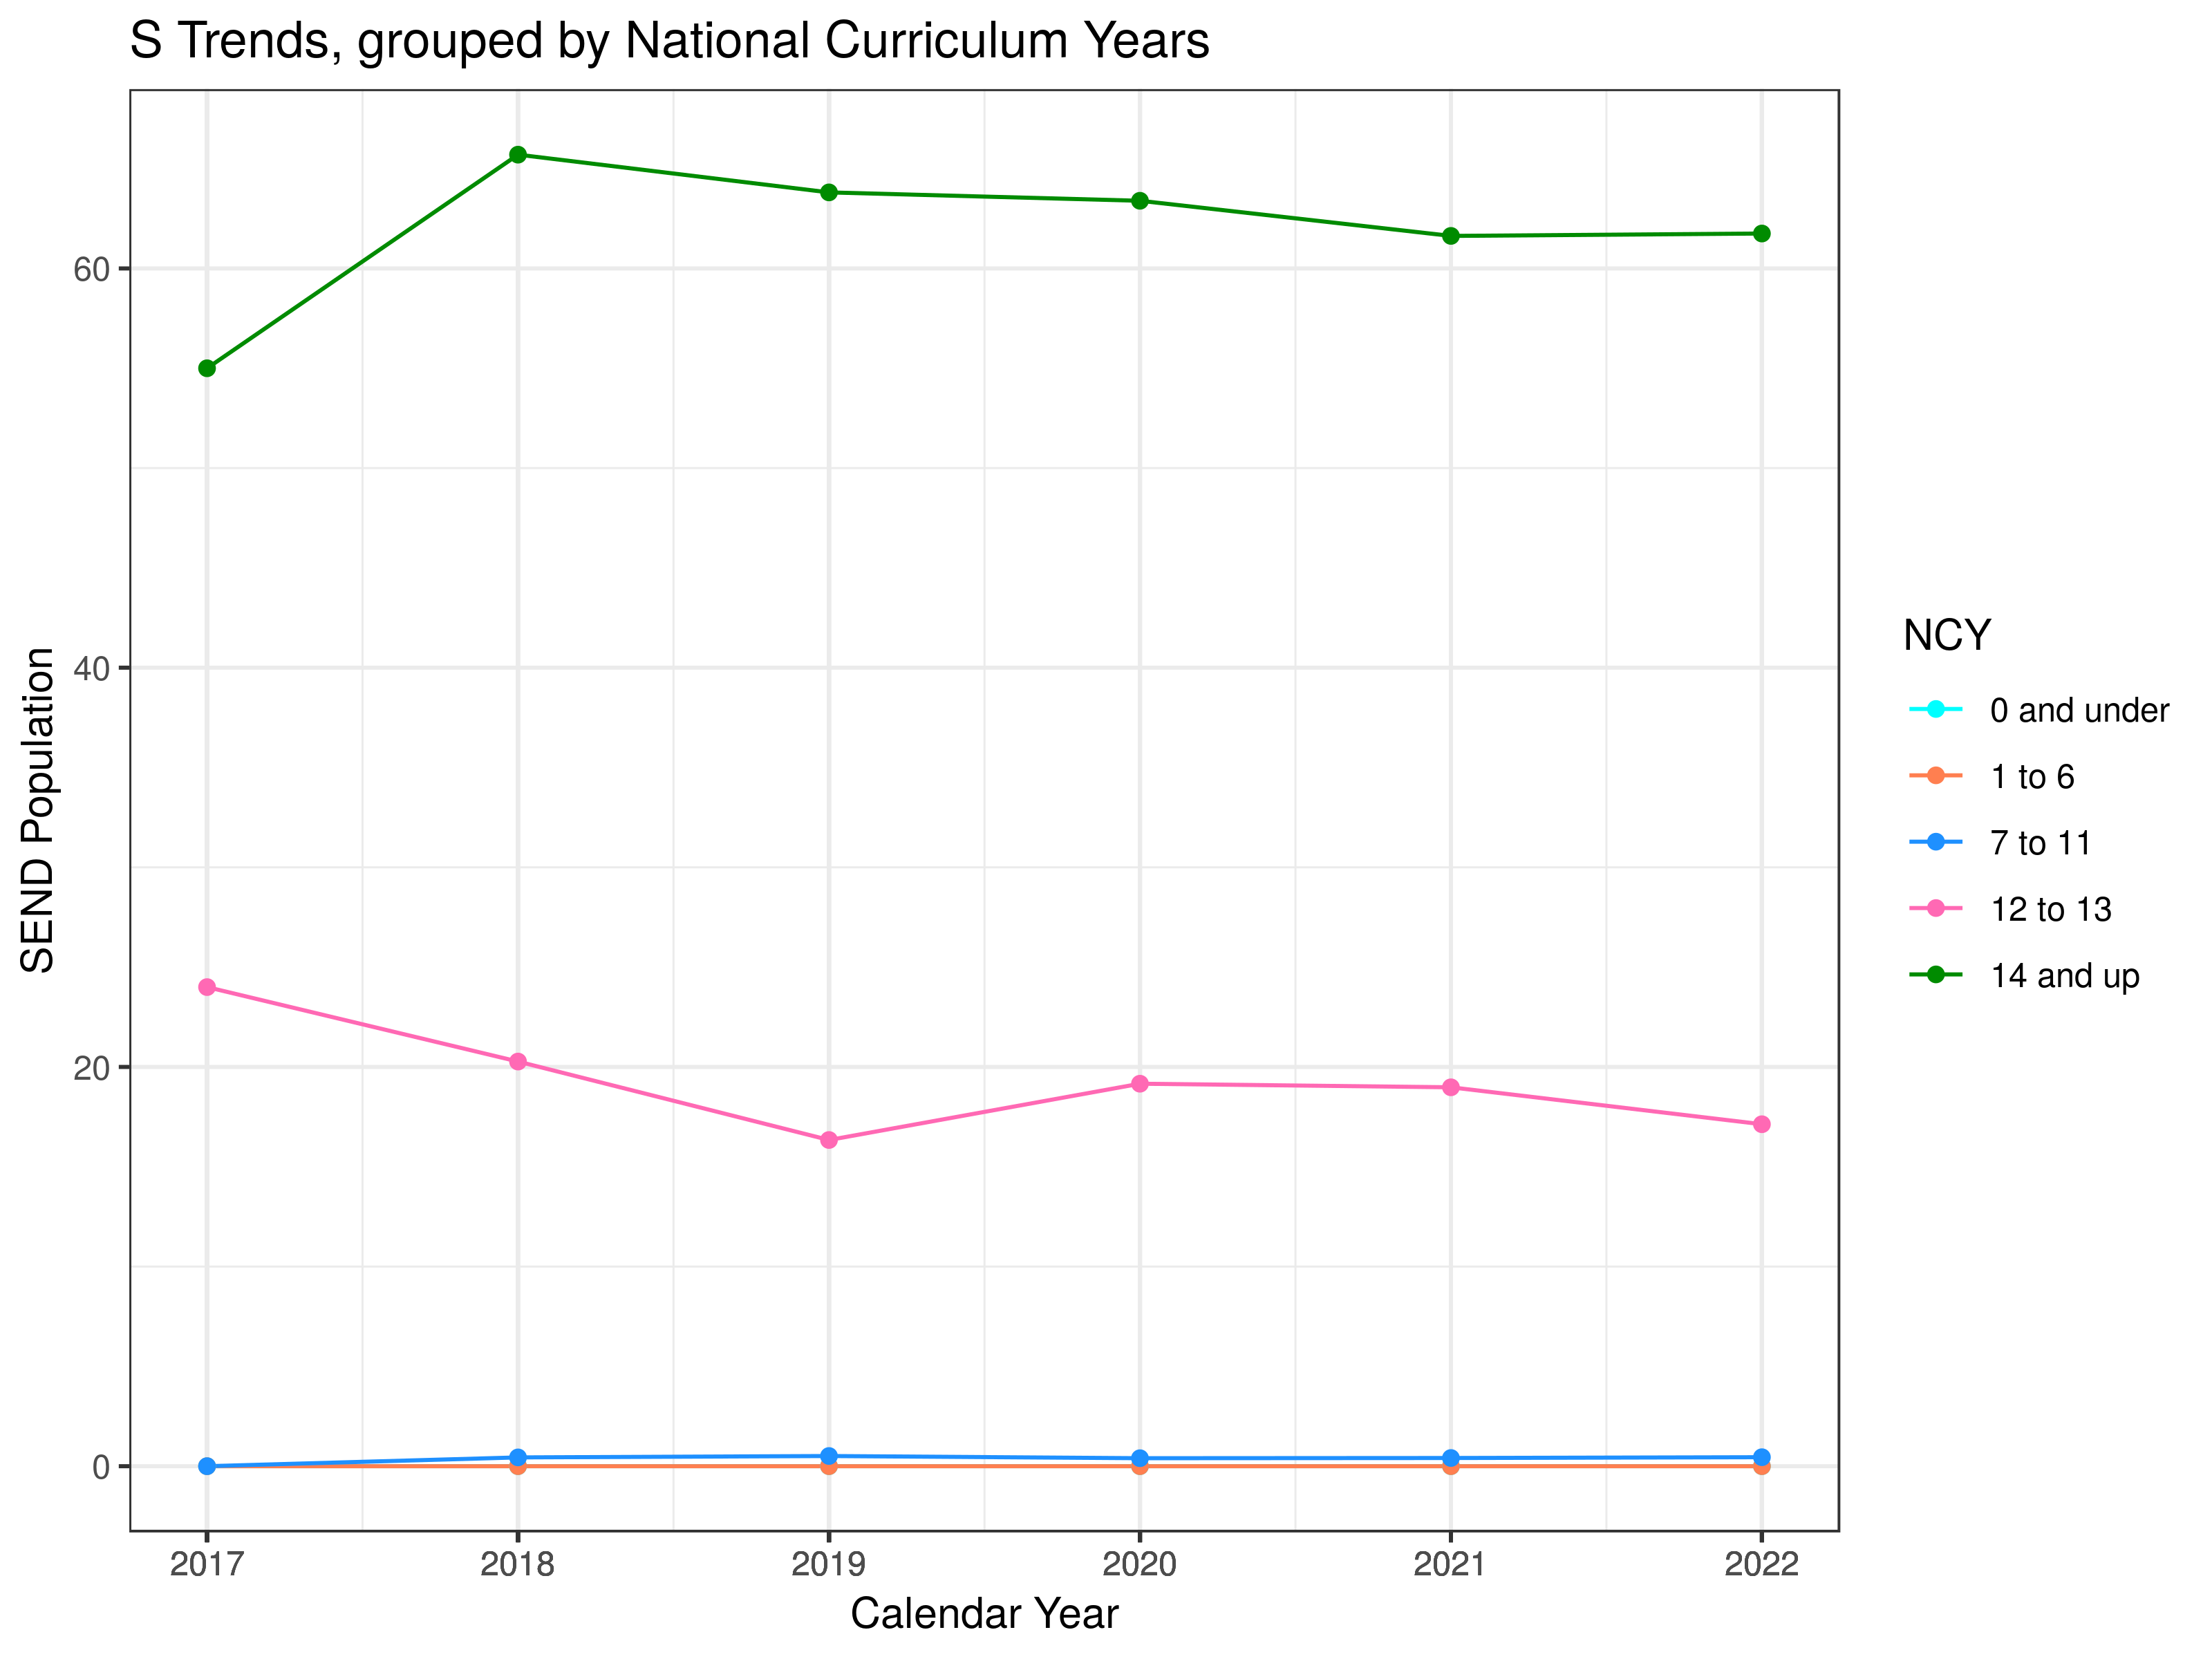 S Trends, grouped by National Curriculum Years
60
40
20
0
SEND Population
2017 2018 2019 2020 2021 2022
Calendar Year
NCY
0 and under
1 to 6
7 to 11
12 to 13
14 and up